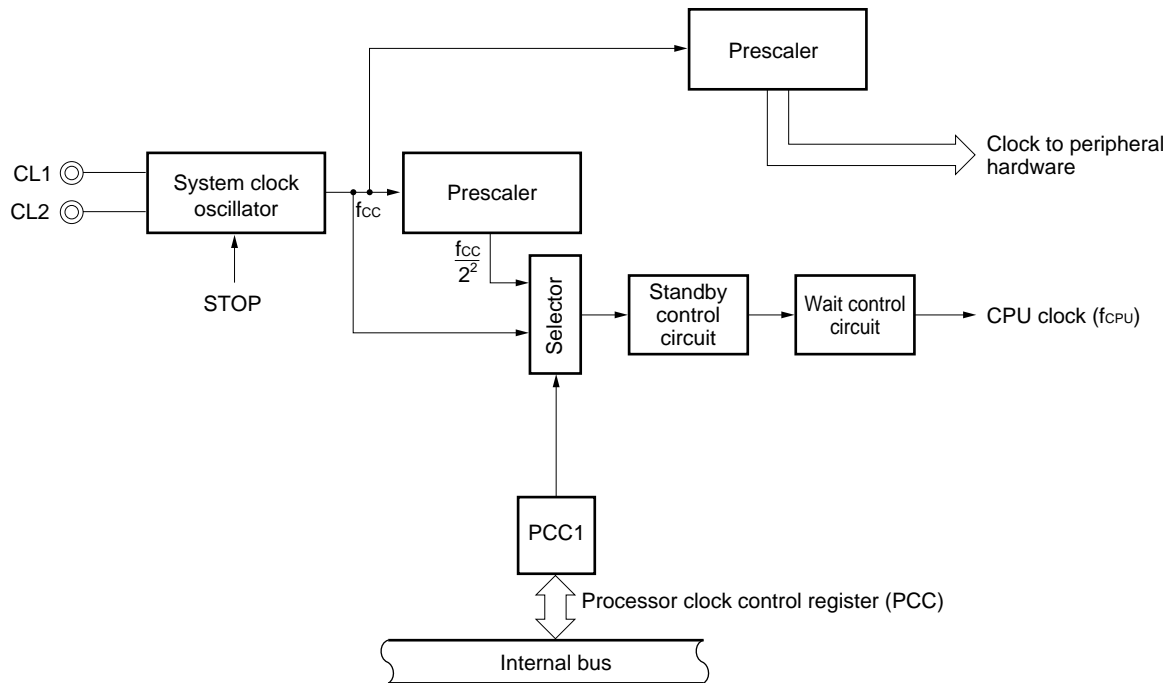 Prescaler
Clock to peripheral
hardware
CL1
CL2
System clock
oscillator
fCC
Prescaler
fCC
2²
STOP
Selector
Standby
control
circuit
Wait control
circuit
CPU clock (fCPU)
PCC1
Processor clock control register (PCC)
Internal bus